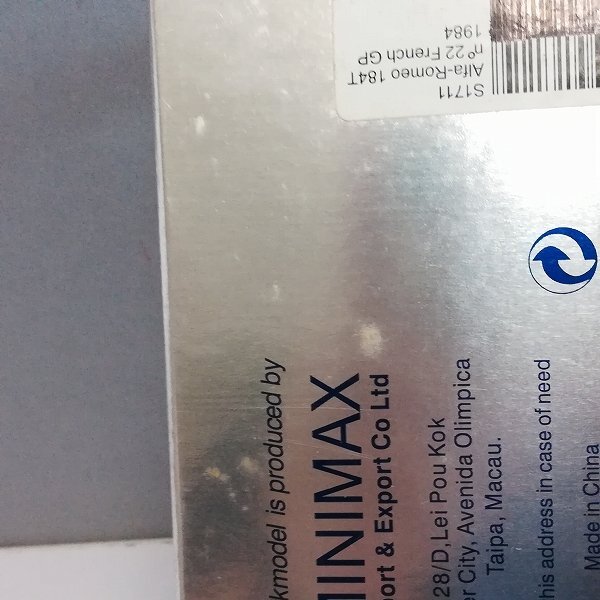 S1711
Alfa-Romeo 184T
n° 22 French GP
1984
kmodel is produced by
MINIMAX
ort & Export Co Ltd
28/D, Lei Pou Kok
er City, Avenida Olimpica
Taipa, Macau.
his address in case of need
Made in China